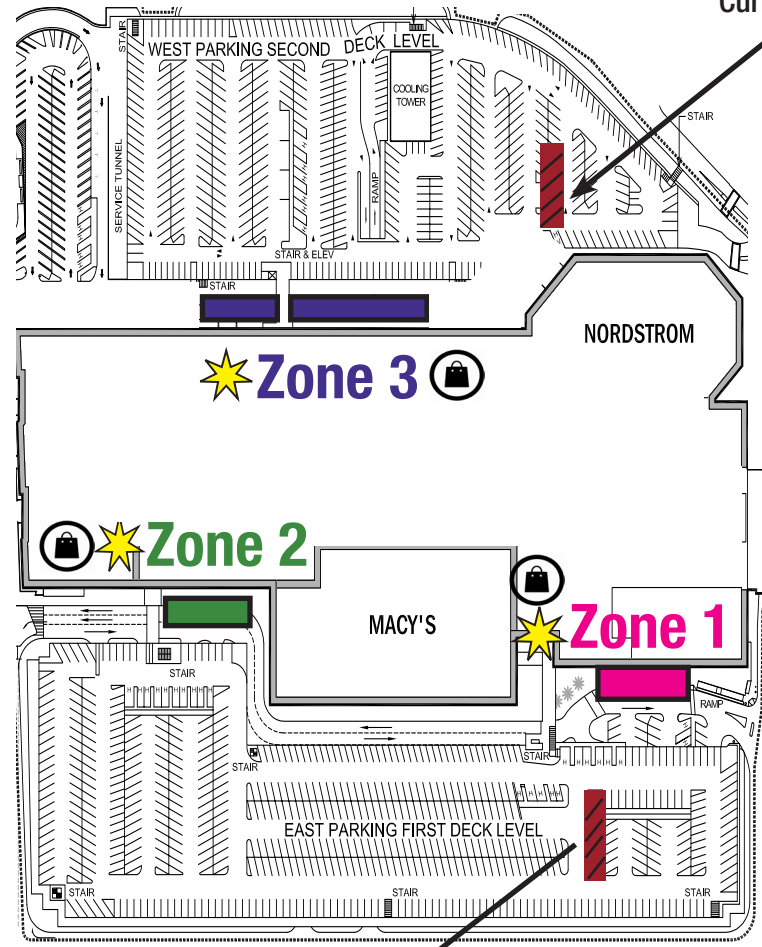 Cur
STAIR
WEST PARKING SECOND DECK LEVEL
COOLING
TOWER
STAIR
SERVICE TUNNEL
RAMP
STAIR & ELEV
STAIR
NORDSTROM
Zone 3
Zone 2
MACY'S
Zone 1
STAIR
RAMP
STAIR
STAIR
H H H H H H H H H
H H H H H
EAST PARKING FIRST DECK LEVEL
STAIR
STAIR
STAIR